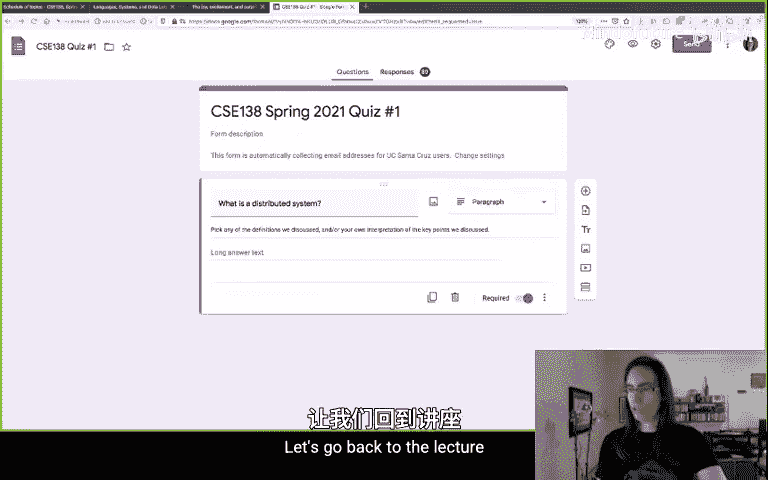 CSE138 Quiz #1
Send
Questions Responses
CSE138 Spring 2021 Quiz #1
Form description
This form is automatically collecting email addresses for UC Santa Cruz users. Change settings
What is a distributed system?
Paragraph
Pick any of the definitions we discussed, and/or your own interpretation of the key points we discussed.
Long answer text
Required
Tr
让我们回到讲座
Let's go back to the lecture